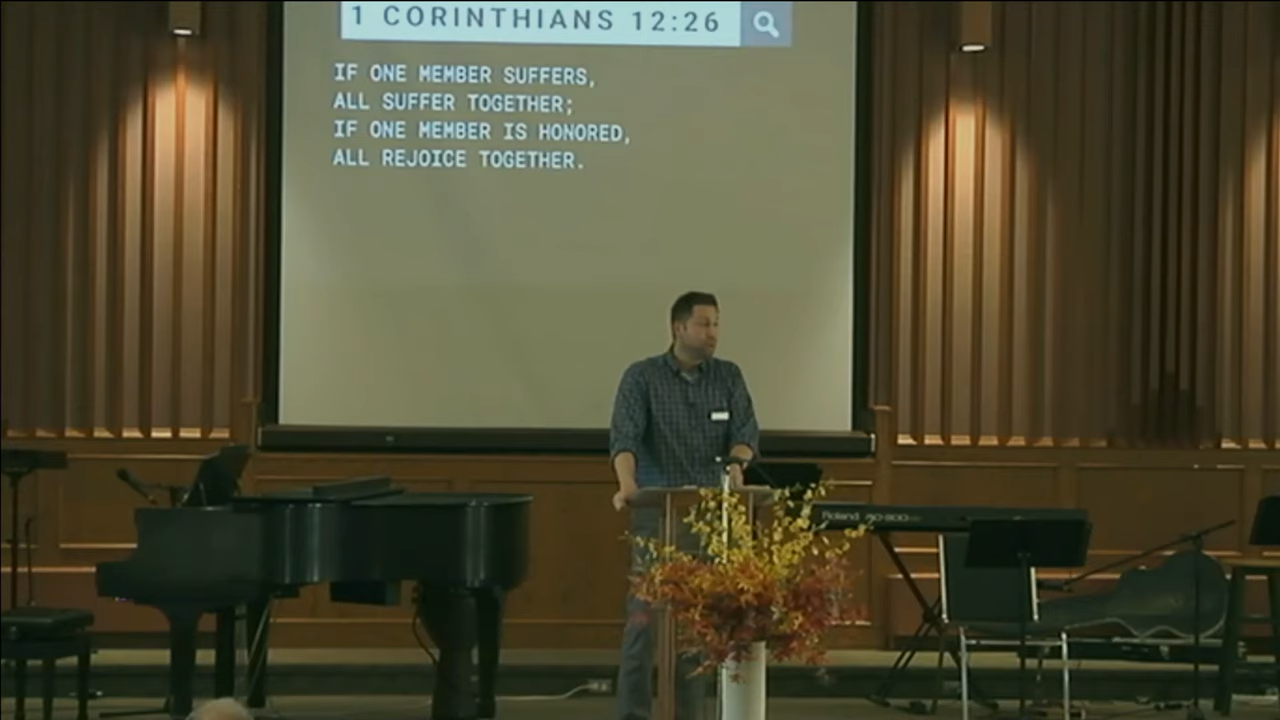 1 CORINTHIANS 12:26
IF ONE MEMBER SUFFERS,
ALL SUFFER TOGETHER;
IF ONE MEMBER IS HONORED,
ALL REJOICE TOGETHER.
Roland